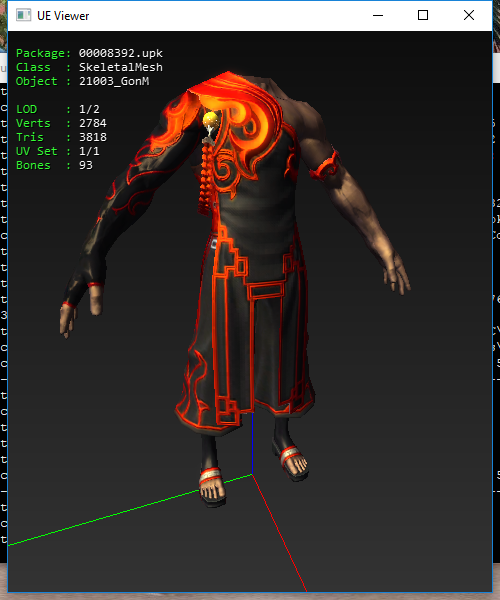 UE Viewer
Package: 00008392.upk
Class : SkeletalMesh
Object : 21003_GonM
LOD : 1/2
Verts : 2784
Tris : 3818
UV Set : 1/1
Bones : 93